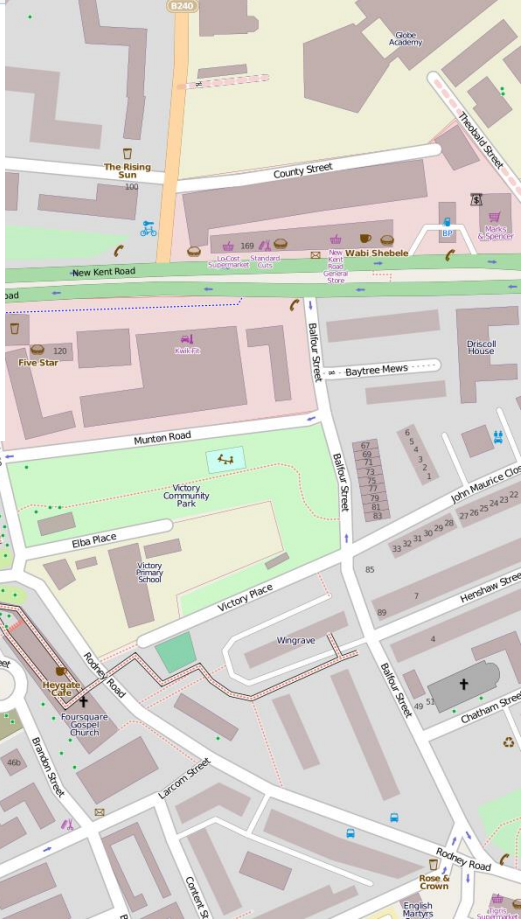 B240
Globe
Academy
Theobald Street
The Rising
Sun
100
County Street
Marks
& Spencer
BP
169
LoCost
Supermarket
Standard
Cuts
New
Kent
Road
General
Store
Wabi Shebele
New Kent Road
oad
Balfour Street
Kwik-Fit
Five Star
120
Driscoll
House
Baytree Mews
Munton Road
Victory
Community
Park
Balfour Street
67
69
71
73
75
77
79
81
83
6
5
4
3
2
1
John Maurice Clos
33 32 31 30 29 28
27 26 25 24 23 22
Elba Place
Victory
Primary
School
Victory Place
85
89
7
Henshaw Stree
Wingrave
4
Balfour Street
Heygate
Cafe
Rodney Road
Foursquare
Gospel
Church
eet
49
51
Chatham Street
Brandon Street
46b
Larcom Street
Content S
B
Rodney Road
Rose &
Crown
English
Martyrs
Supermarke